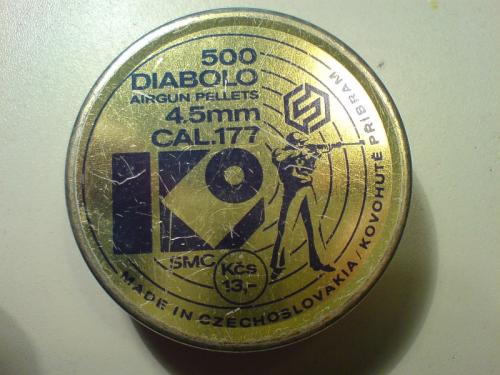 500
DIABOLO
AIRGUN PELLETS
4.5mm
CAL.177
KO
SMC
Kčs
13,-
MADE IN CZECHOSLOVAKIA / KOVOHUTĚ PŘÍBRAM